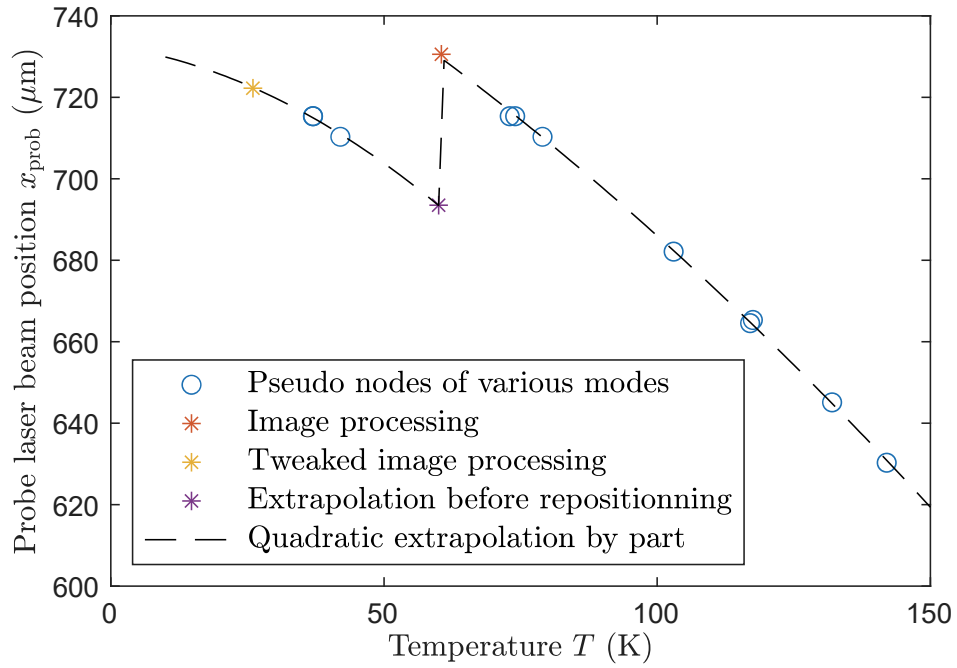 Probe laser beam position x_prob (μm)
740
720
700
680
660
640
620
600
Pseudo nodes of various modes
Image processing
Tweaked image processing
Extrapolation before repositionning
Quadratic extrapolation by part
0 50 100 150
Temperature T (K)